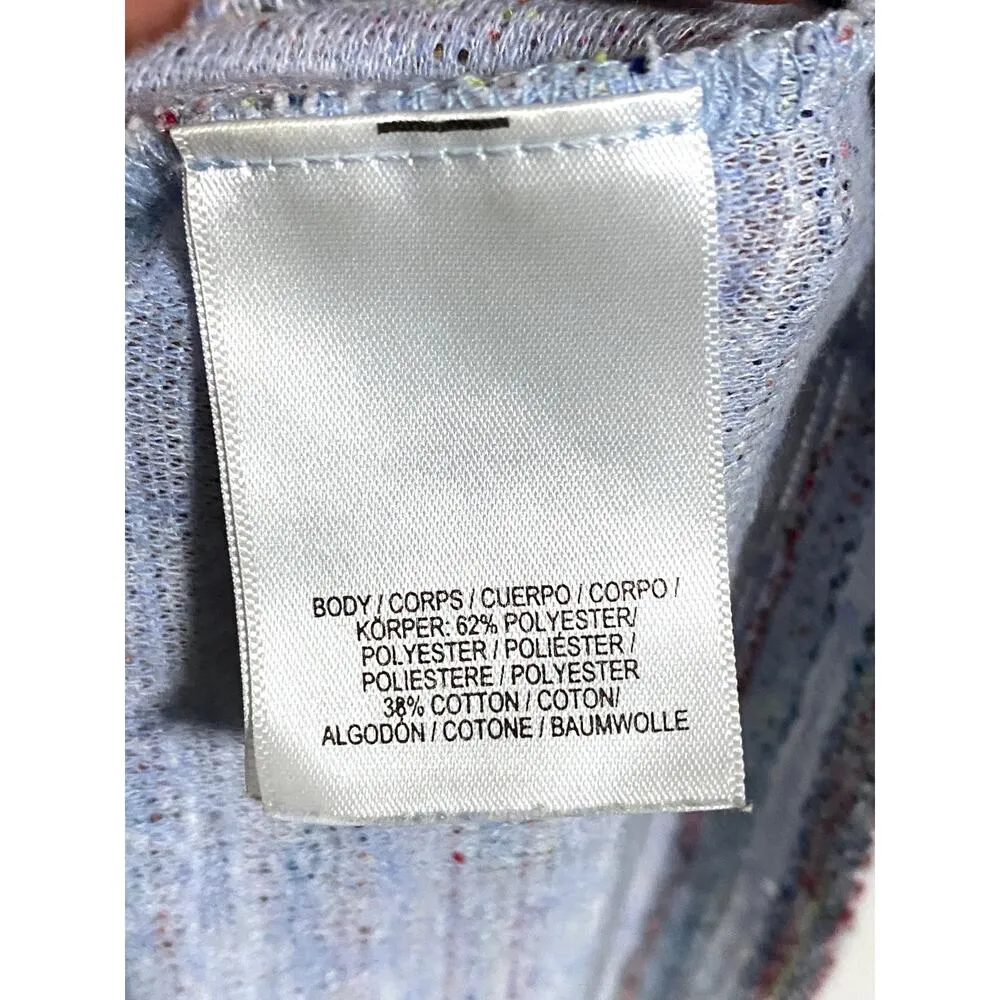 BODY / CORPS / CUERPO / CORPO /
KÖRPER: 62% POLYESTER/
POLYESTER / POLIÉSTER /
POLIESTERE / POLYESTER
38% COTTON / COTON/
ALGODÓN / COTONE / BAUMWOLLE